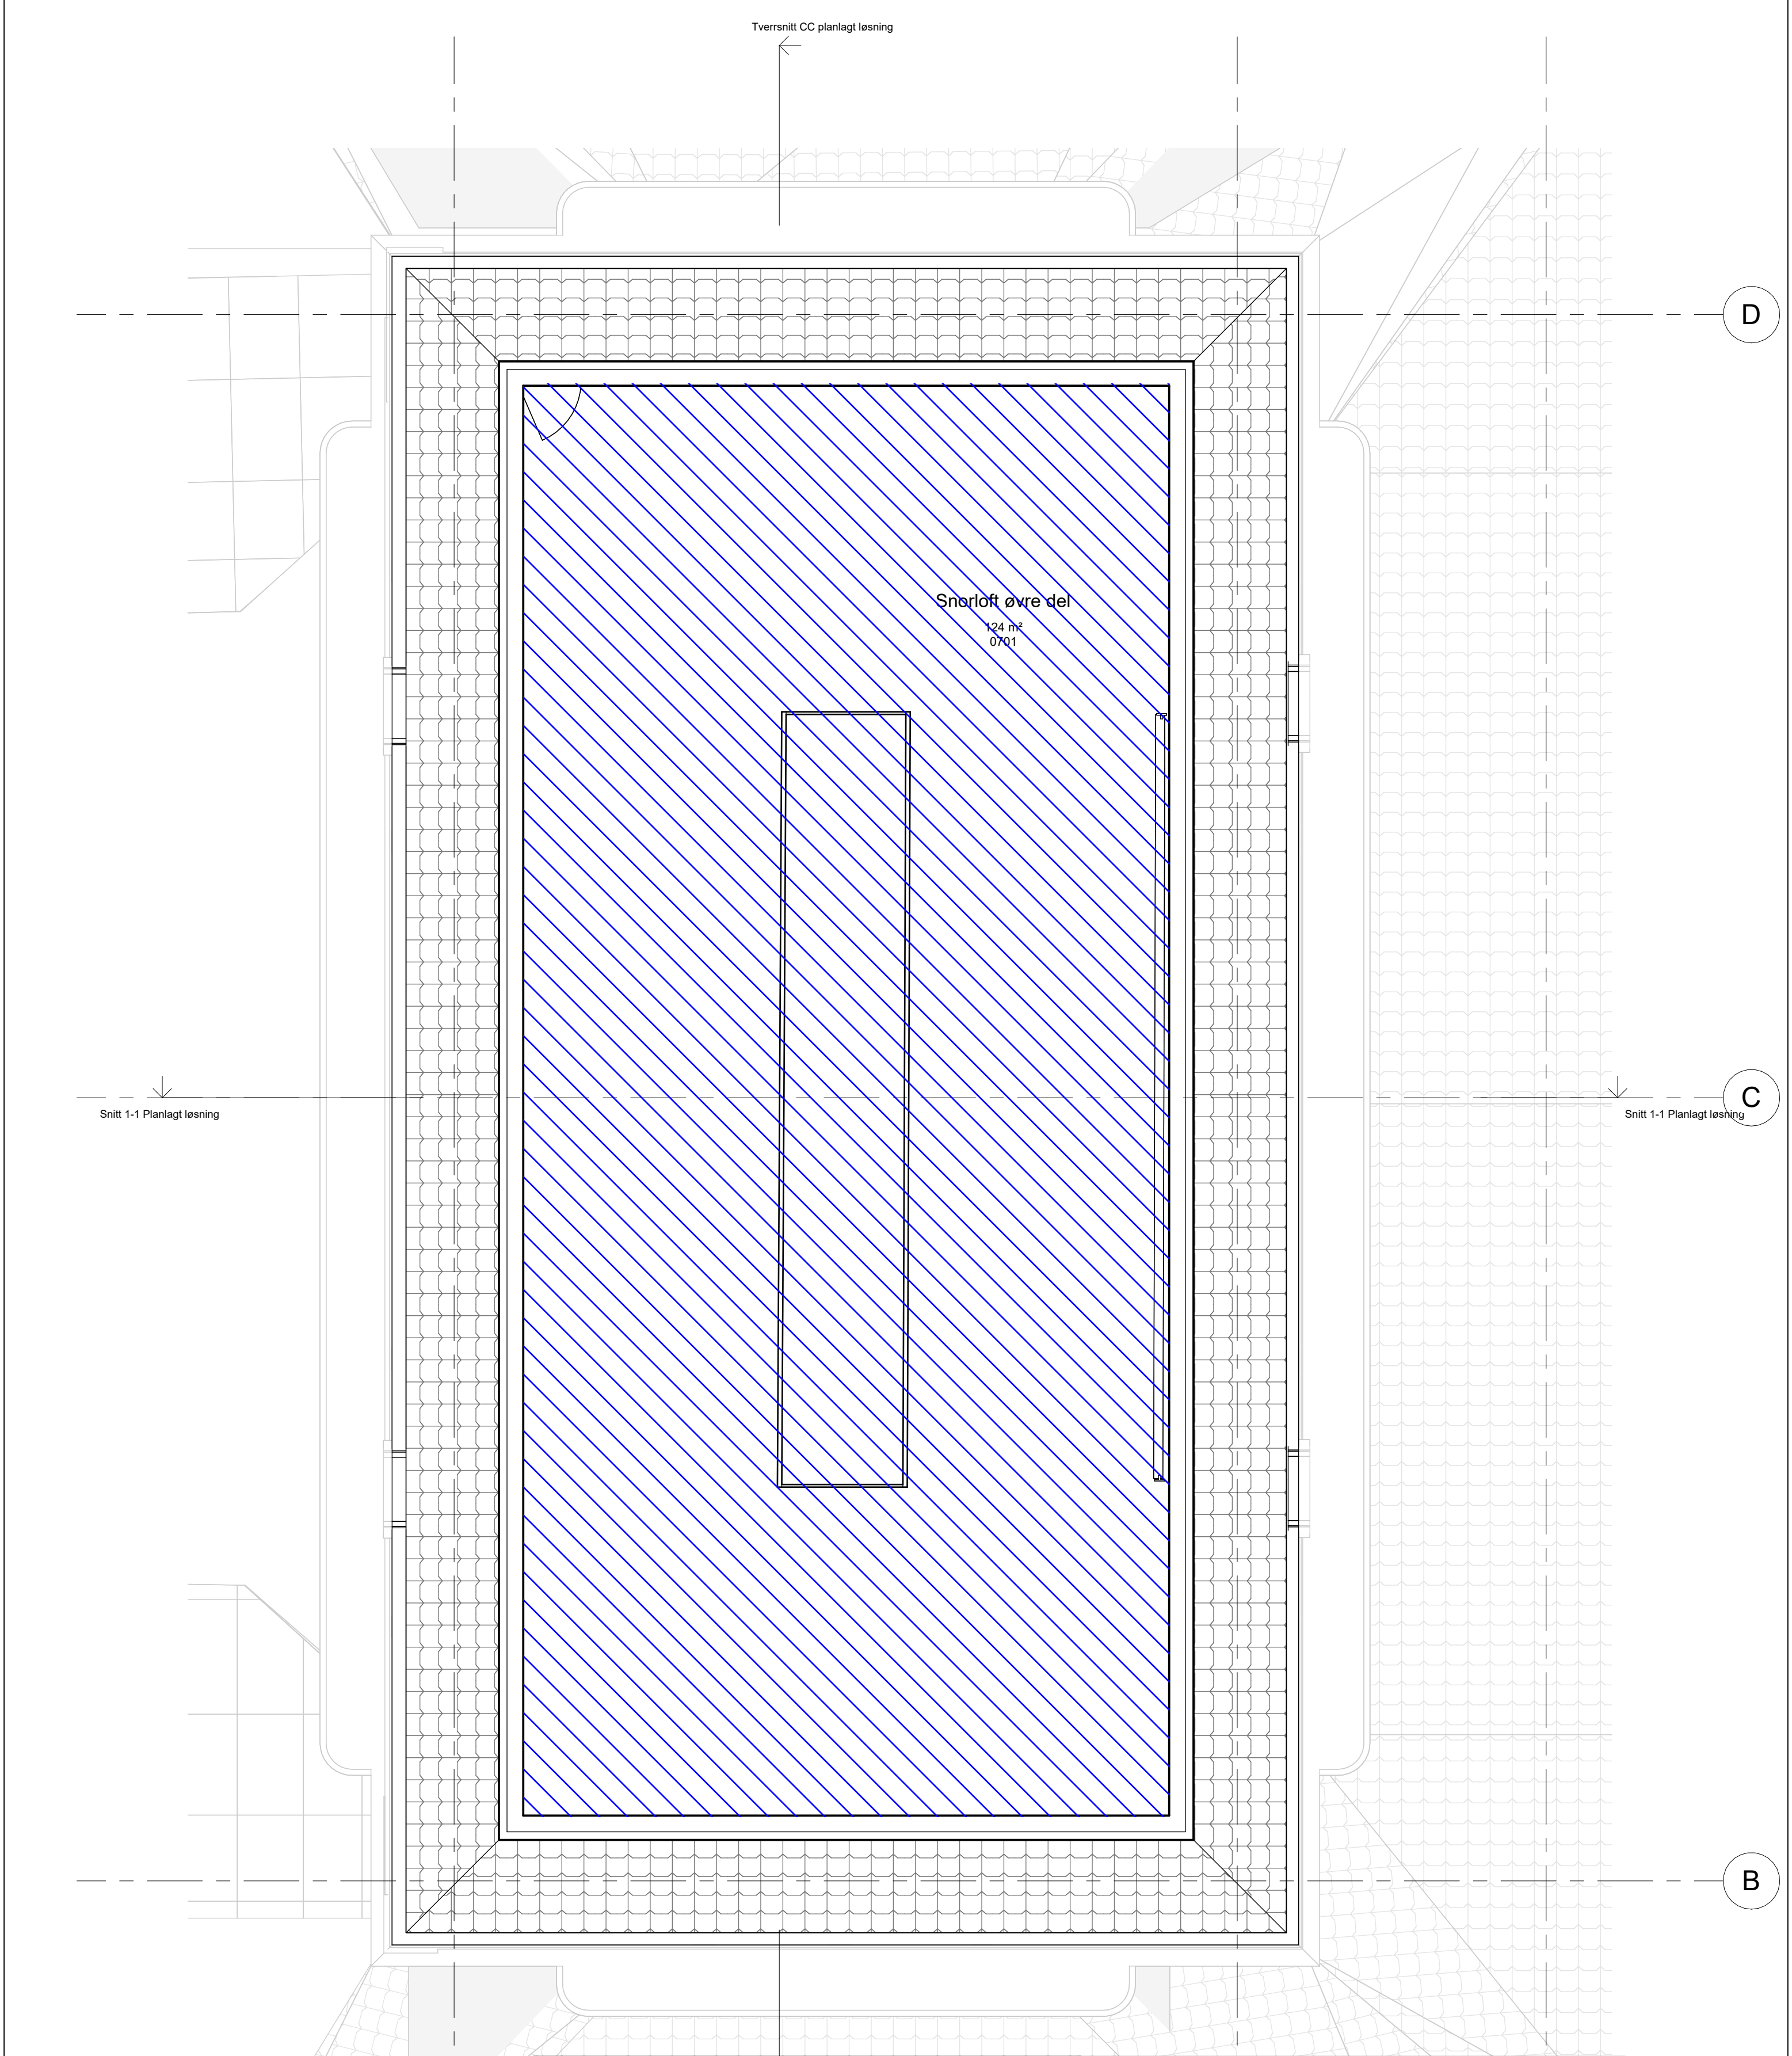 Tverrsnitt CC planlagt løsning
D
Snorloft øvre del
124 m²
0701
C
Snitt 1-1 Planlagt løsning
Snitt 1-1 Planlagt løsning
B